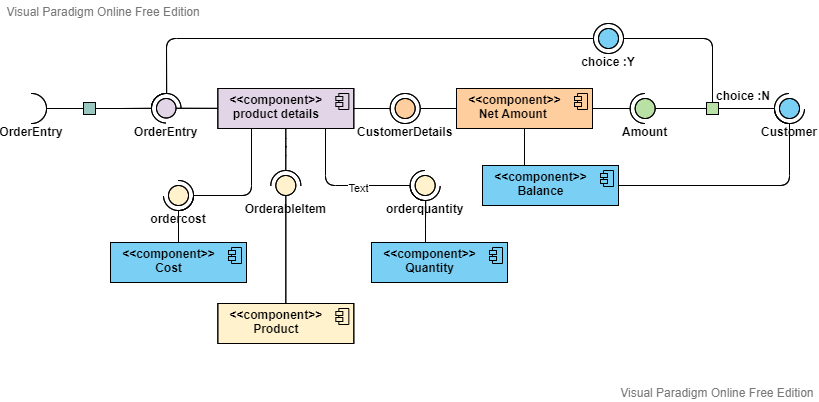 Visual Paradigm Online Free Edition
choice :Y
choice :N
<<component>>
product details
<<component>>
Net Amount
OrderEntry
OrderEntry
CustomerDetails
Amount
Customer
<<component>>
Balance
Text
ordercost
OrderableItem
orderquantity
<<component>>
Cost
<<component>>
Quantity
<<component>>
Product
Visual Paradigm Online Free Edition